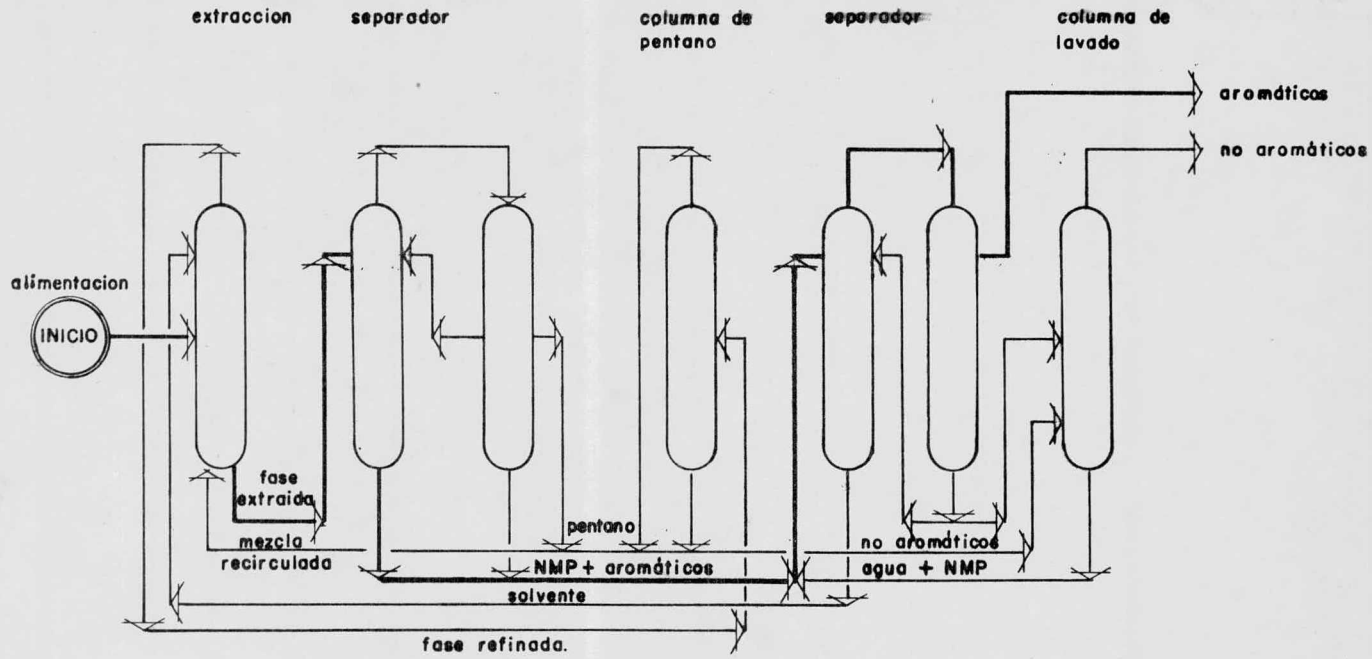 extraccion
separador
columna de
pentano
separador
columna de
lavado
aromáticos
no aromáticos
alimentacion
INICIO
fase
extraida
mezcla
recirculada
pentano
NMP + aromáticos
solvente
no aromáticos
agua + NMP
fase refinada.